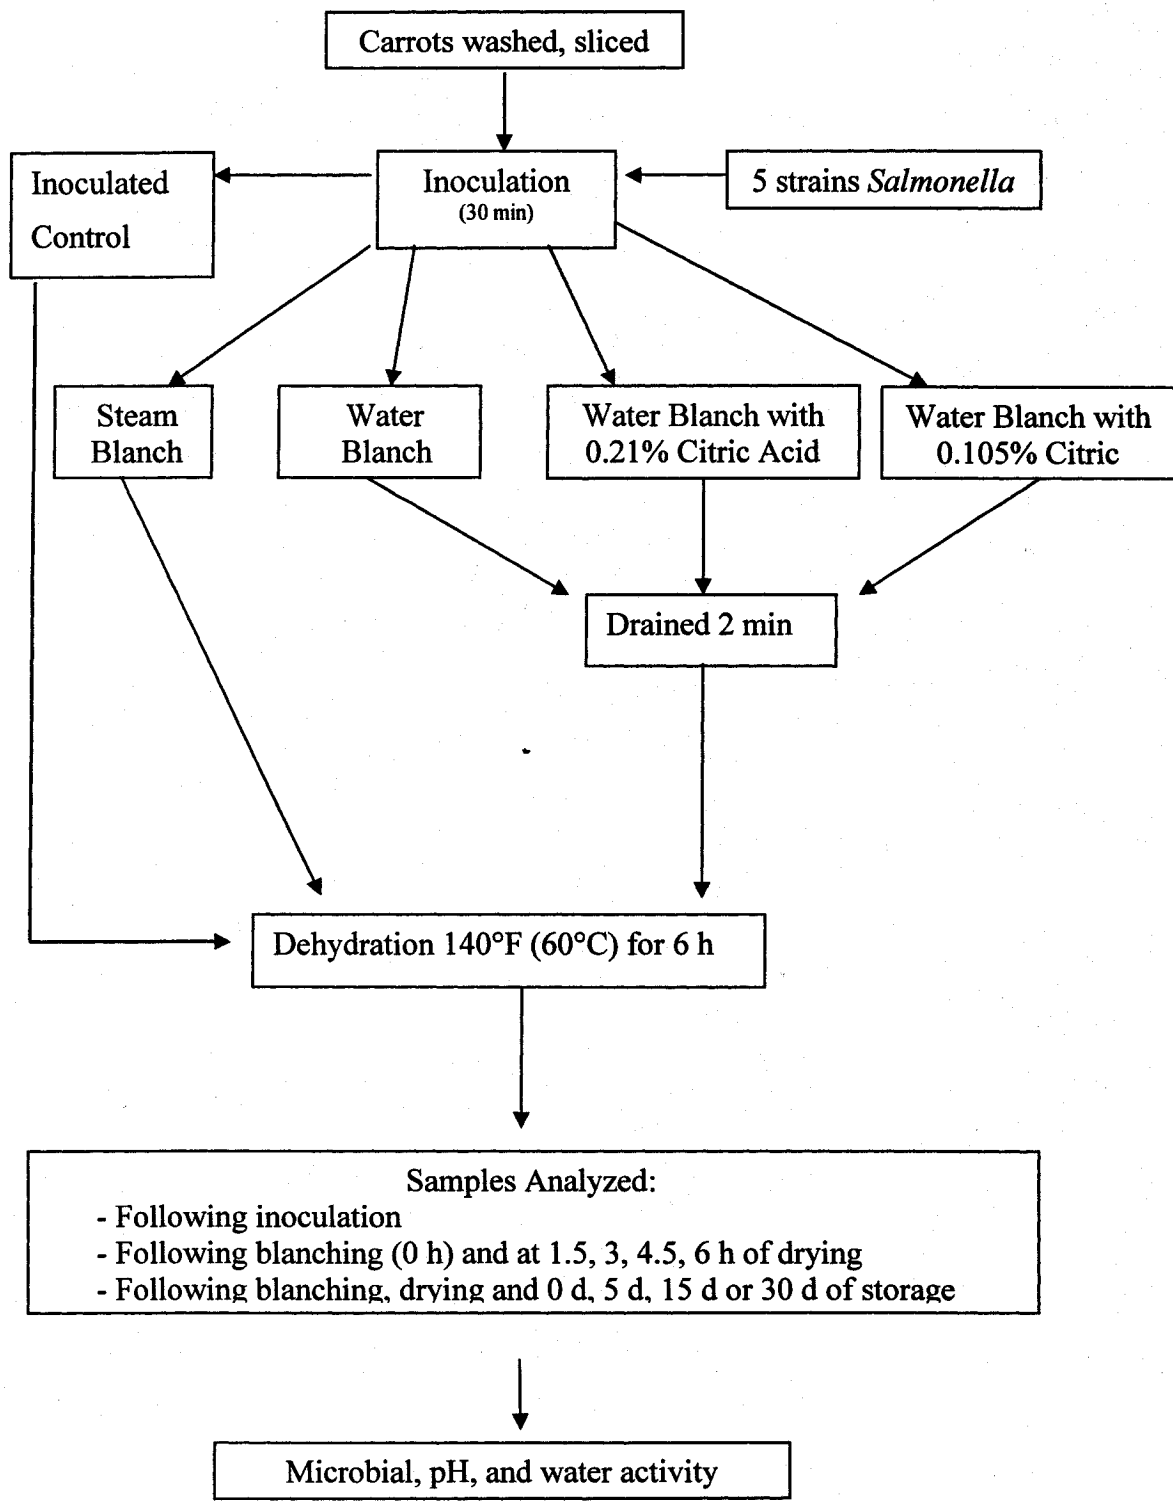 Carrots washed, sliced
Inoculated
Control
Inoculation
(30 min)
5 strains Salmonella
Steam
Blanch
Water
Blanch
Water Blanch with
0.21% Citric Acid
Water Blanch with
0.105% Citric
Drained 2 min
Dehydration 140°F (60°C) for 6 h
Samples Analyzed:
- Following inoculation
- Following blanching (0 h) and at 1.5, 3, 4.5, 6 h of drying
- Following blanching, drying and 0 d, 5 d, 15 d or 30 d of storage
Microbial, pH, and water activity